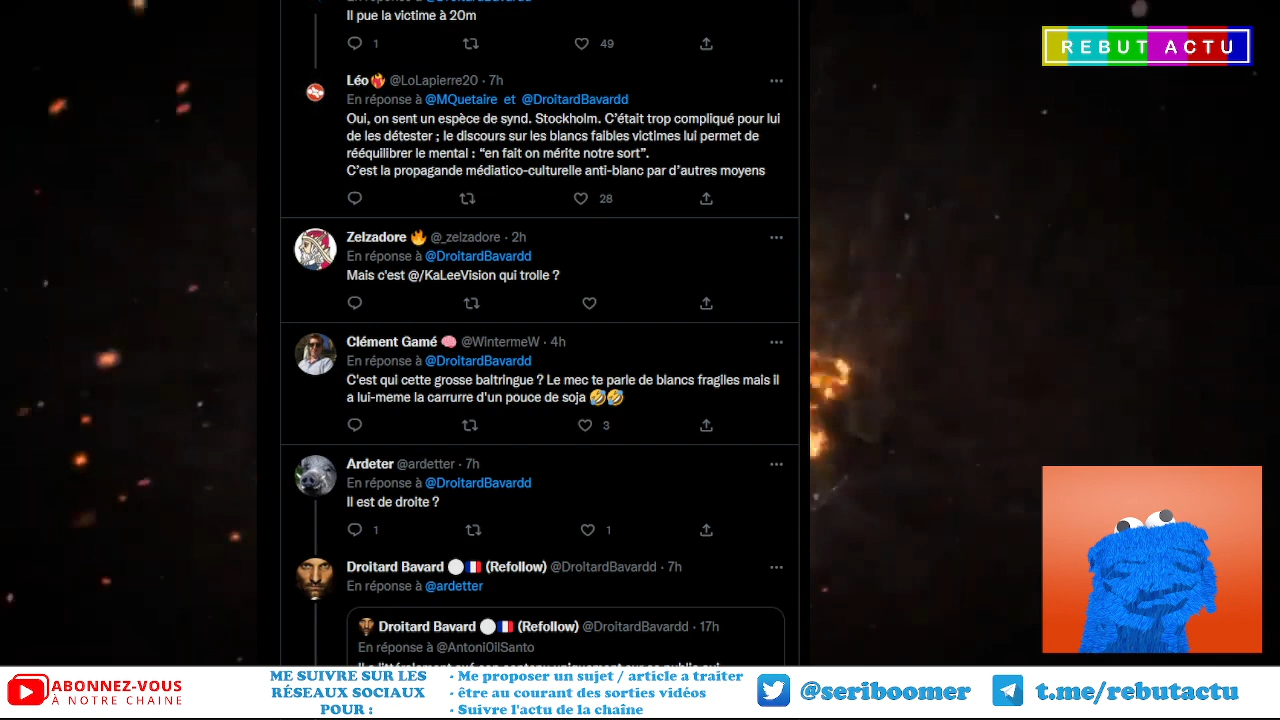 En réponse à @DroitardBavardd
Il pue la victime à 20m
1 49
REBUT ACTU
Léo @LoLapierre20 · 7h
En réponse à @MQuetaire et @DroitardBavardd
Oui, on sent un espèce de synd. Stockholm. C'était trop compliqué pour lui
de les détester ; le discours sur les blancs faibles victimes lui permet de
rééquilibrer le mental : "en fait on mérite notre sort".
C'est la propagande médiatico-culturelle anti-blanc par d'autres moyens
28
Zelzadore 🔥 @_zelzadore · 2h
En réponse à @DroitardBavardd
Mais c'est @/KaLeeVision qui trolle ?
Clément Gamé 🧠 @WintermeW · 4h
En réponse à @DroitardBavardd
C'est qui cette grosse baltringue ? Le mec te parle de blancs fragiles mais il
a lui-meme la carrurre d'un pouce de soja 🤣🤣
3
Ardeter @ardetter · 7h
En réponse à @DroitardBavardd
Il est de droite ?
1 1
Droitard Bavard ⚪🇫🇷 (Refollow) @DroitardBavardd · 7h
En réponse à @ardetter
Droitard Bavard ⚪🇫🇷 (Refollow) @DroitardBavardd · 17h
En réponse à @AntoniOilSanto
ABONNEZ-VOUS
À NOTRE CHAINE
ME SUIVRE SUR LES
RÉSEAUX SOCIAUX
POUR :
- Me proposer un sujet / article a traiter
- être au courant des sorties vidéos
- Suivre l'actu de la chaîne
@seriboomer
t.me/rebutactu